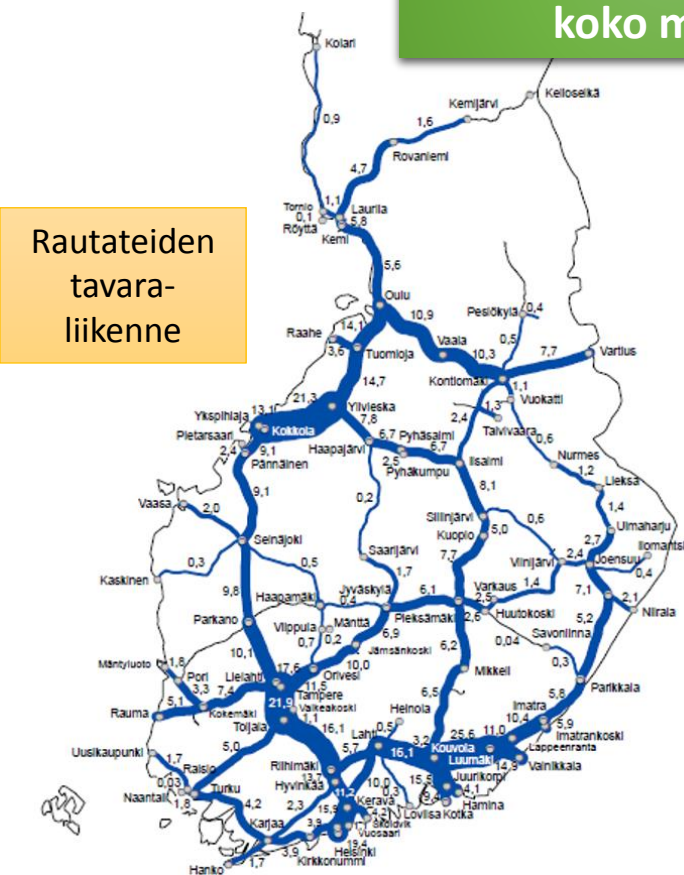 koko m
Kolari
Kelloselkä
Kemijärvi
1,6
0,9
Rovaniemi
4,7
Tornio
1,1
Laurila
0,1
5,8
Röyttä
Kemi
Rautateiden
tavara-
liikenne
5,6
Oulu
10,9
Pesiökylä
0,4
Raahe
14,1
Vaala
0,5
7,7
Vartius
3,6
Tuomioja
10,3
14,7
Kontiomäki
1,1
21,3
Ylivieska
Vuokatti
Ykspihlaja
13,1
7,8
2,4
1,3
Kokkola
Talvivaara
Pietarsaari
Haapajärvi
6,7
Pyhäsalmi
0,6
2,4
9,1
6,7
Pännäinen
2,5
Iisalmi
Nurmes
Pyhäkumpu
1,2
9,1
0,2
8,1
Lieksa
Vaasa
2,0
Siilinjärvi
0,6
1,4
Seinäjoki
5,0
Uimaharju
Kuopio
2,7
Ilomantsi
0,3
0,5
Saarijärvi
7,7
Viinijärvi
2,4
Joensuu
Kaskinen
1,7
0,4
Jyväskylä
Varkaus
1,4
7,1
9,8
Haapamäki
0,4
6,1
2,5
2,1
Niirala
Pieksämäki
2,6
Huutokoski
5,2
Parkano
Vilppula
Mänttä
Savonlinna
0,2
6,9
0,04
0,7
Jämsänkoski
6,2
10,1
Orivesi
10,0
Mikkeli
0,3
Mäntyluoto
1,8
Pori
Lielahti
17,6
Parikkala
3,3
7,4
11,5
Tampere
6,5
5,8
Rauma
5,1
Kokemäki
21,9
Valkeakoski
Heinola
Imatra
1,1
10,4
5,9
Toijala
16,1
Lahti
0,5
25,6
11,0
Imatrankoski
Uusikaupunki
5,0
5,7
3,2
Kouvola
Lappeenranta
1,7
16,1
Luumäki
Raisio
Riihimäki
14,9
Vainikkala
0,03
13,7
10,0
15,5
Juurikorpi
Naantali
Turku
Hyvinkää
4,1
1,8
11,2
0,3
Hamina
4,2
2,3
Kerava
Loviisa
Kotka
15,9
Karjaa
3,9
4,2
Sköldvik
Vuosaari
19,4
Helsinki
Kirkkonummi
3,9
1,7
Hanko